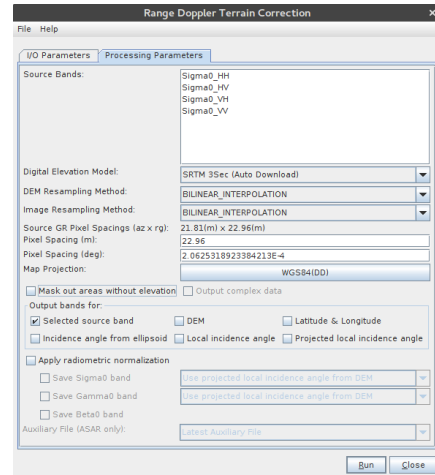 Range Doppler Terrain Correction ×
File Help
I/O Parameters Processing Parameters
Source Bands: Sigma0_HH
Sigma0_HV
Sigma0_VH
Sigma0_VV
Digital Elevation Model: SRTM 3Sec (Auto Download)
DEM Resampling Method: BILINEAR_INTERPOLATION
Image Resampling Method: BILINEAR_INTERPOLATION
Source GR Pixel Spacings (az x rg): 21.81(m) x 22.96(m)
Pixel Spacing (m): 22.96
Pixel Spacing (deg): 2.0625318923384213E-4
Map Projection: WGS84(DD)
Mask out areas without elevation Output complex data
Output bands for:
Selected source band DEM Latitude & Longitude
Incidence angle from ellipsoid Local incidence angle Projected local incidence angle
Apply radiometric normalization
Save Sigma0 band Use projected local incidence angle from DEM
Save Gamma0 band Use projected local incidence angle from DEM
Save Beta0 band
Auxiliary File (ASAR only): Latest Auxiliary File
Run Close